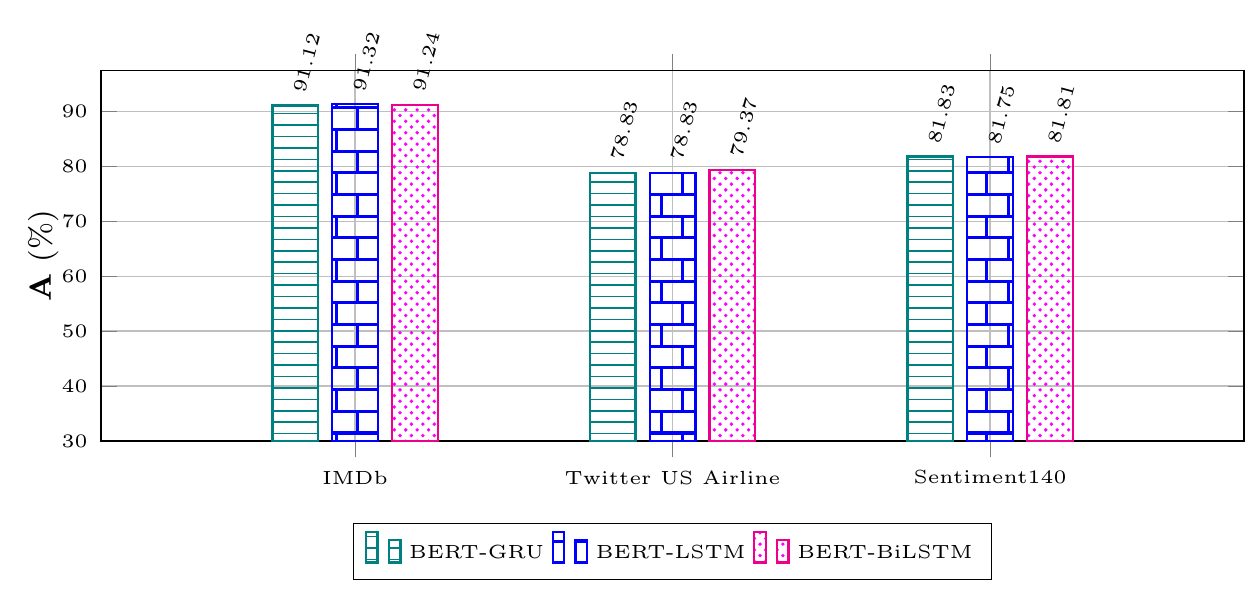 91.12 91.32 91.24
78.83 78.83 79.37
81.83 81.75 81.81
A (%)
90
80
70
60
50
40
30
IMDb Twitter US Airline Sentiment140
BERT-GRU BERT-LSTM BERT-BiLSTM